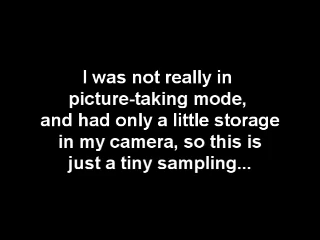 I was not really in
picture-taking mode,
and had only a little storage
in my camera, so this is
just a tiny sampling...